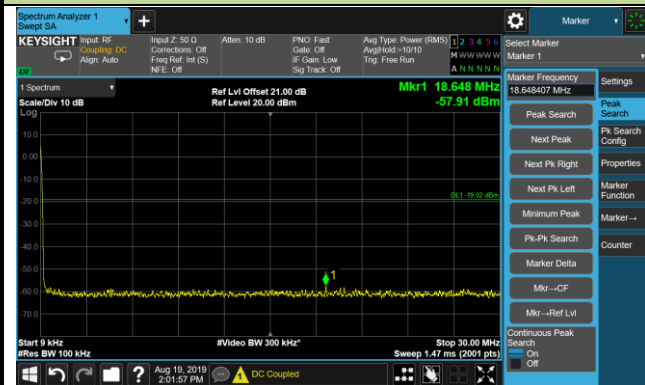 Spectrum Analyzer 1
Swept SA
Marker
KEYSIGHT
Input: RF
Coupling: DC
Align: Auto
Input Z: 50 Ω
Corrections: Off
Freq Ref: Int (S)
NFE: Off
Atten: 10 dB
PNO: Fast
Gate: Off
IF Gain: Low
Sig Track: Off
Avg Type: Power (RMS)
Avg|Hold:>10/10
Trig: Free Run
1 2 3 4 5 6
M W W W W W
A N N N N N
Select Marker
Marker 1
1 Spectrum
Scale/Div 10 dB
Log
Ref Lvl Offset 21.00 dB
Ref Level 20.00 dBm
Mkr1 18.648 MHz
-57.91 dBm
10.0
0.00
-10.0
-20.0
-30.0
-40.0
-50.0
-60.0
-70.0
DL1 -19.02 dBm
1
Start 9 kHz
#Res BW 100 kHz
#Video BW 300 kHz*
Stop 30.00 MHz
Sweep 1.47 ms (2001 pts)
Marker Frequency
18.648407 MHz
Peak Search
Next Peak
Next Pk Right
Next Pk Left
Minimum Peak
Pk-Pk Search
Marker Delta
Mkr→CF
Mkr→Ref Lvl
Continuous Peak
Search
On
Off
Settings
Peak
Search
Pk Search
Config
Properties
Marker
Function
Marker→
Counter
?
Aug 19, 2019
2:01:57 PM
DC Coupled